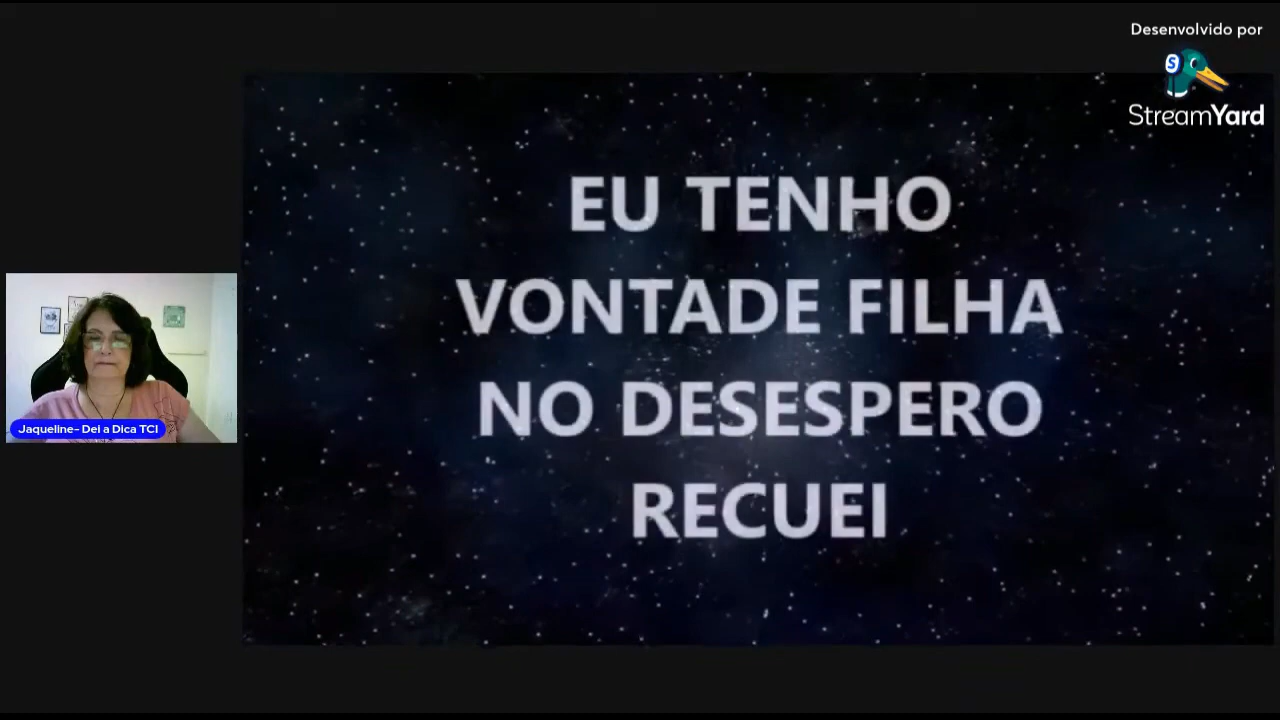 Desenvolvido por
StreamYard
EU TENHO
VONTADE FILHA
NO DESESPERO
RECUEI
Jaqueline- Dei a Dica TCI